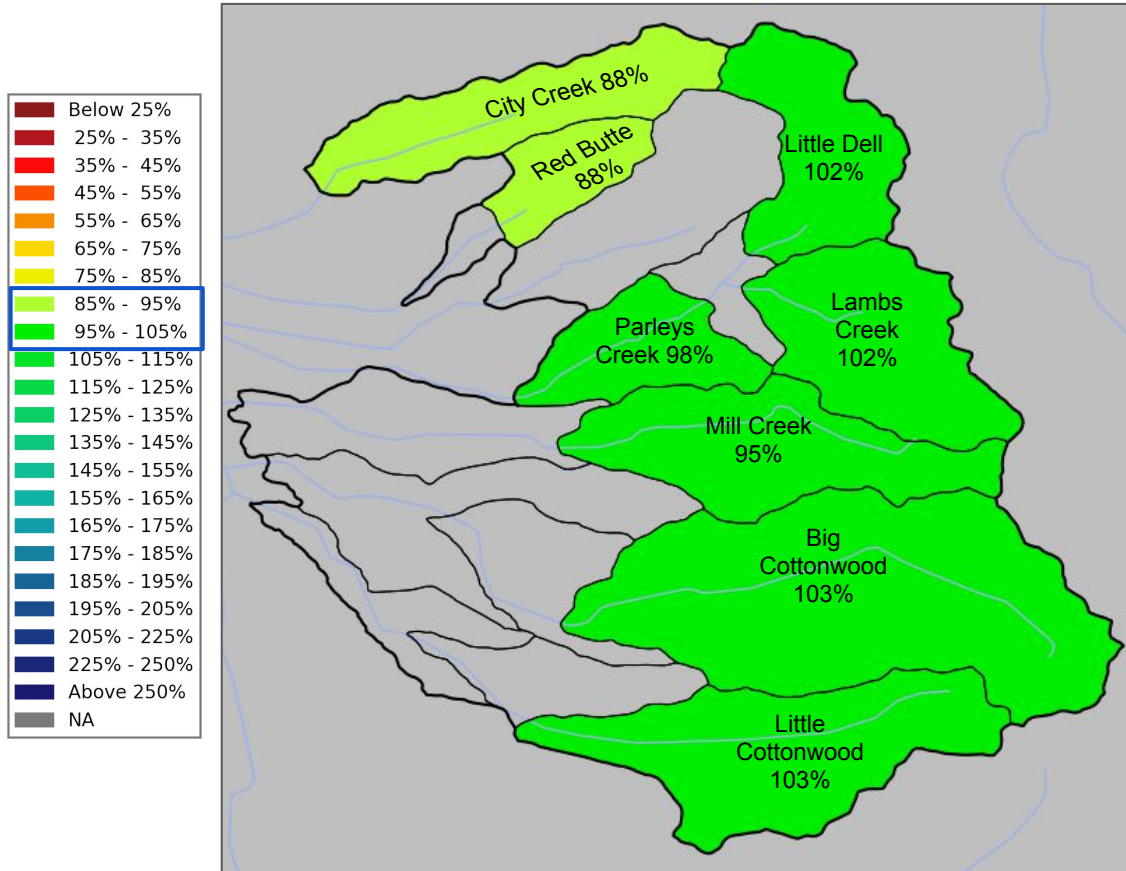 Below 25%
25% - 35%
35% - 45%
45% - 55%
55% - 65%
65% - 75%
75% - 85%
85% - 95%
95% - 105%
105% - 115%
115% - 125%
125% - 135%
135% - 145%
145% - 155%
155% - 165%
165% - 175%
175% - 185%
185% - 195%
195% - 205%
205% - 225%
225% - 250%
Above 250%
NA
City Creek 88%
Red Butte
88%
Little Dell
102%
Lambs
Creek
102%
Parleys
Creek 98%
Mill Creek
95%
Big
Cottonwood
103%
Little
Cottonwood
103%